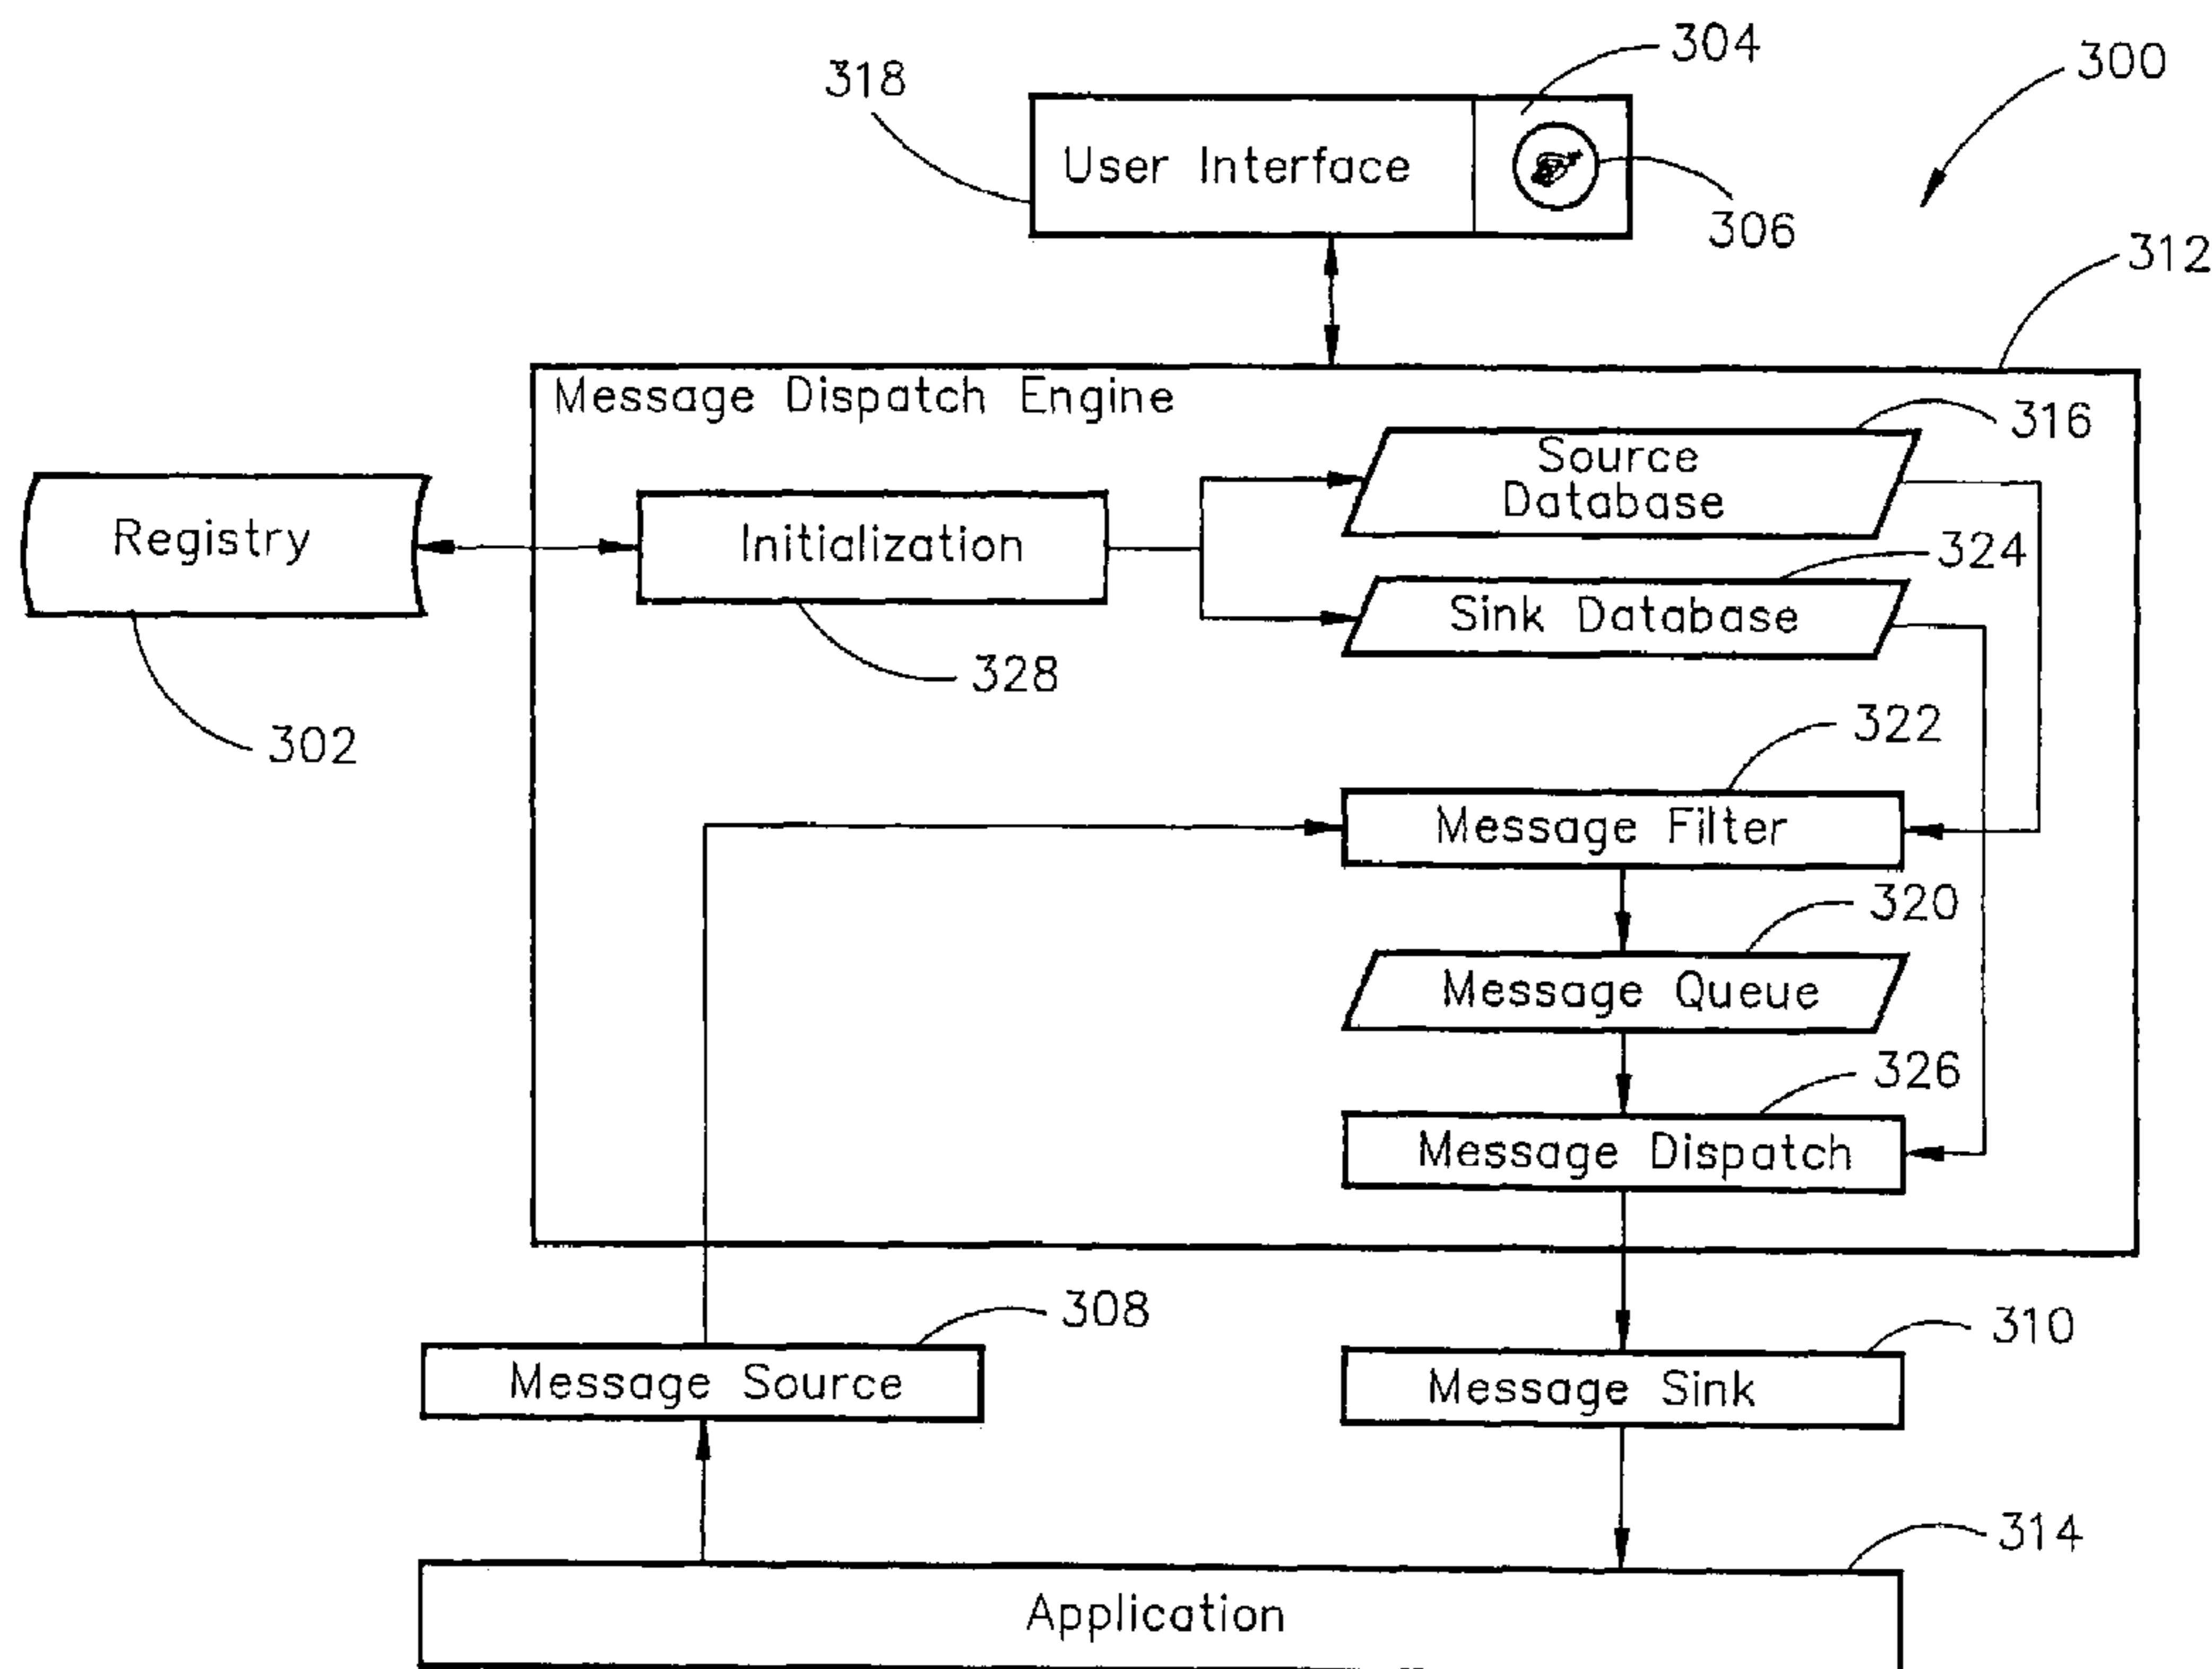 304
300
318
User Interface
306
312
Message Dispatch Engine
316
Source
Database
Registry
Initialization
324
Sink Database
328
302
322
Message Filter
320
Message Queue
326
Message Dispatch
308
310
Message Source
Message Sink
314
Application